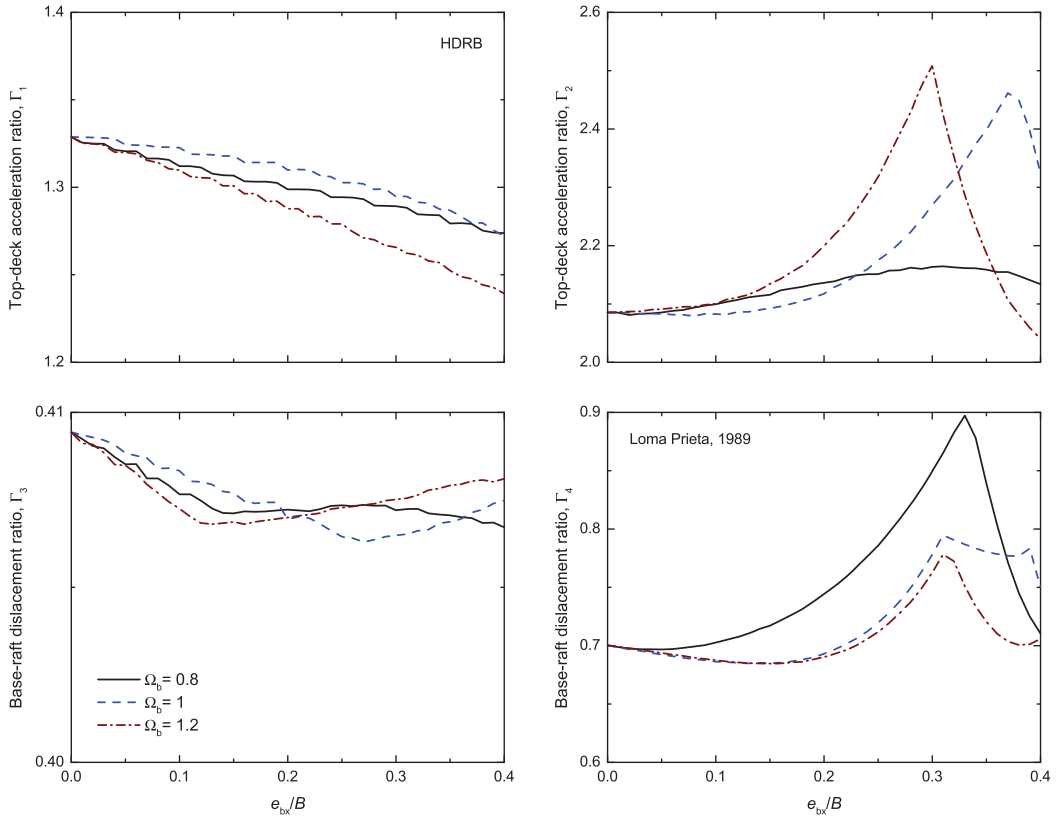 1.4
1.3
1.2
Top-deck acceleration ratio, Γ1
HDRB
2.6
2.4
2.2
2.0
Top-deck acceleration ratio, Γ2
0.41
0.40
Base-raft dislacement ratio, Γ3
Ωb= 0.8
Ωb= 1
Ωb= 1.2
0.0 0.1 0.2 0.3 0.4
ebx/B
0.9
0.8
0.7
0.6
Base-raft dislacement ratio, Γ4
Loma Prieta, 1989
0.0 0.1 0.2 0.3 0.4
ebx/B